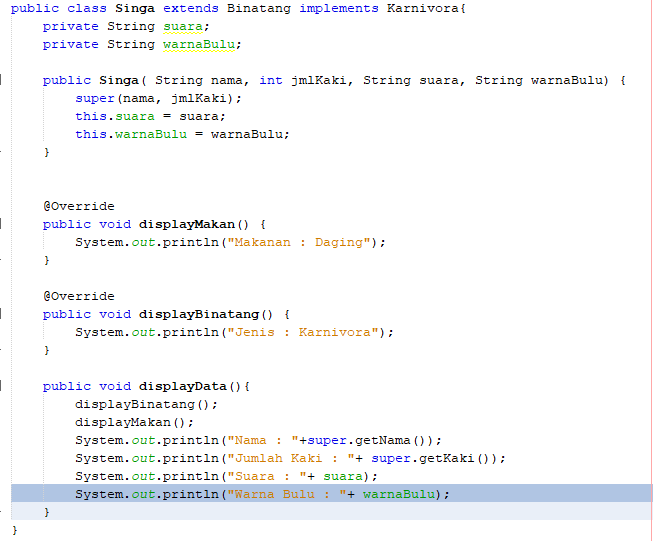 public class Singa extends Binatang implements Karnivora{
    private String suara;
    private String warnaBulu;
    public Singa( String nama, int jmlKaki, String suara, String warnaBulu) {
        super(nama, jmlKaki);
        this.suara = suara;
        this.warnaBulu = warnaBulu;
    }
    @Override
    public void displayMakan() {
        System.out.println("Makanan : Daging");
    }
    @Override
    public void displayBinatang() {
        System.out.println("Jenis : Karnivora");
    }
    public void displayData(){
        displayBinatang();
        displayMakan();
        System.out.println("Nama : "+super.getNama());
        System.out.println("Jumlah Kaki : "+ super.getKaki());
        System.out.println("Suara : "+ suara);
        System.out.println("Warna Bulu : "+ warnaBulu);
    }
}